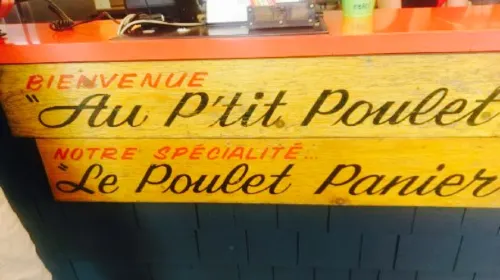 BIENVENUE
"Au P'tit Poulet
NOTRE SPÉCIALITÉ...
"Le Poulet Panier